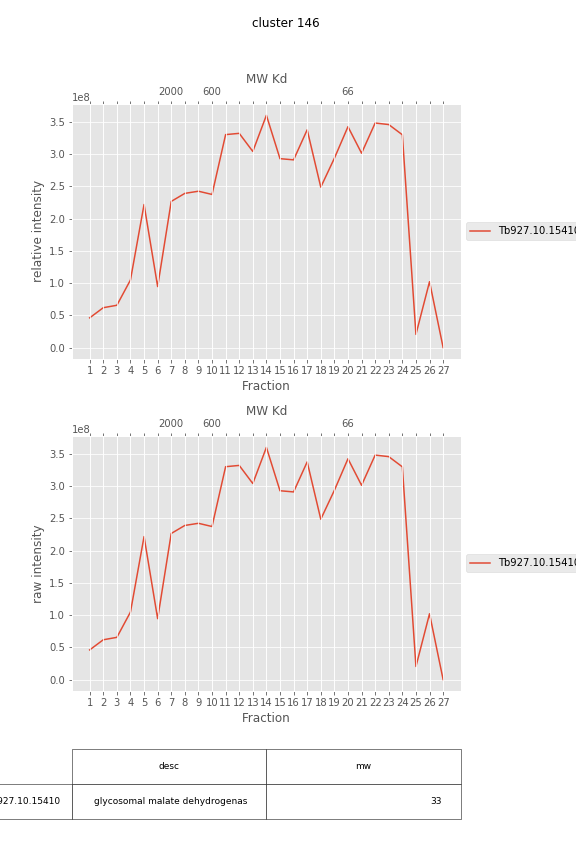 cluster 146
MW Kd
2000 600 66
1e8
3.5
3.0
2.5
2.0
1.5
1.0
0.5
0.0
relative intensity
Tb927.10.15410
1 2 3 4 5 6 7 8 9 10 11 12 13 14 15 16 17 18 19 20 21 22 23 24 25 26 27
Fraction
MW Kd
2000 600 66
1e8
3.5
3.0
2.5
2.0
1.5
1.0
0.5
0.0
raw intensity
Tb927.10.15410
1 2 3 4 5 6 7 8 9 10 11 12 13 14 15 16 17 18 19 20 21 22 23 24 25 26 27
Fraction
desc mw
927.10.15410 glycosomal malate dehydrogenas 33